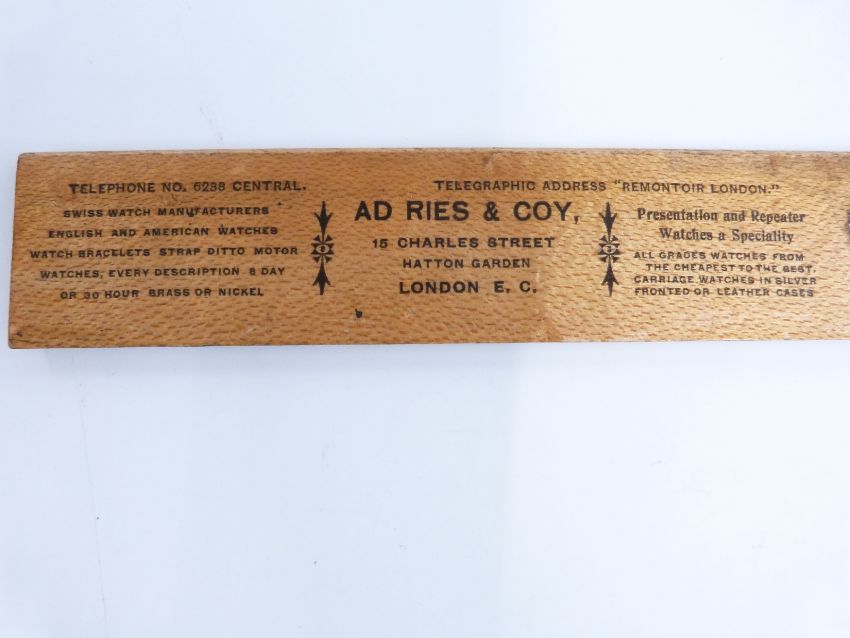 TELEPHONE NO. 6238 CENTRAL.
TELEGRAPHIC ADDRESS "REMONTOIR LONDON."
SWISS WATCH MANUFACTURERS
ENGLISH AND AMERICAN WATCHES
WATCH BRACELETS STRAP DITTO MOTOR
WATCHES, EVERY DESCRIPTION 8 DAY
OR 30 HOUR BRASS OR NICKEL
AD RIES & COY,
15 CHARLES STREET
HATTON GARDEN
LONDON E. C.
Presentation and Repeater
Watches a Speciality
ALL GRADES WATCHES FROM
THE CHEAPEST TO THE BEST.
CARRIAGE WATCHES IN SILVER
FRONTED OR LEATHER CASES